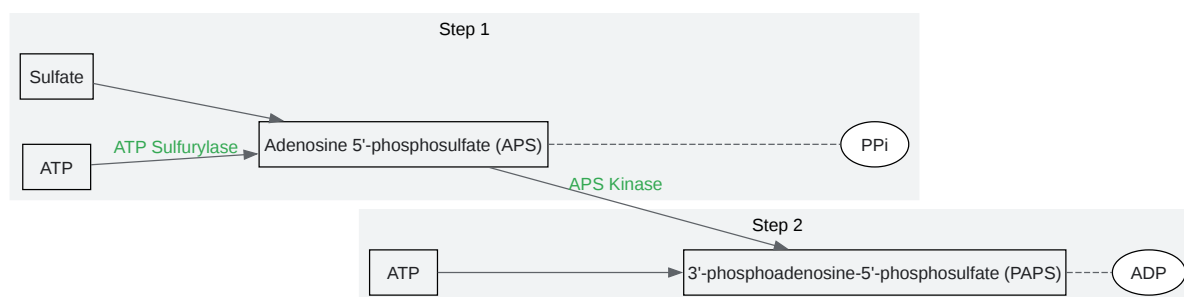 Step 1
Sulfate
ATP Sulfurylase
Adenosine 5'-phosphosulfate (APS)
PPi
ATP
APS Kinase
Step 2
ATP
3'-phosphoadenosine-5'-phosphosulfate (PAPS)
ADP